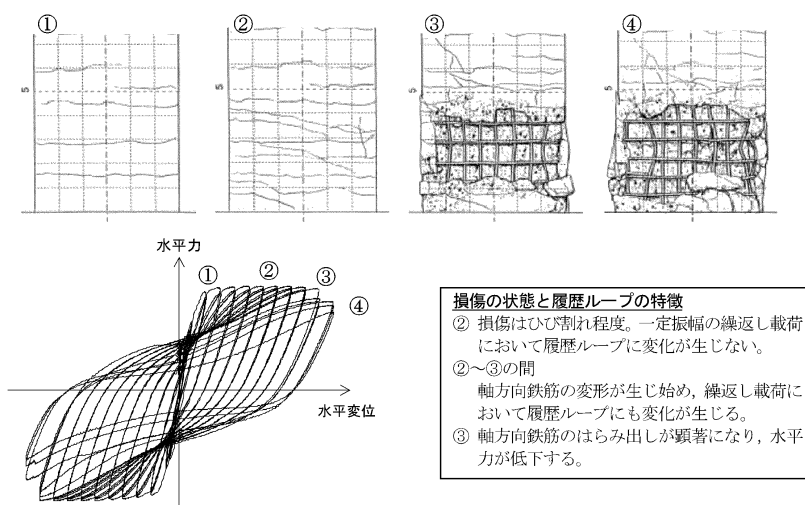 ①
②
③
④
5
5
5
5
水平力
①
②
③
④
水平変位
損傷の状態と履歴ループの特徴
② 損傷はひび割れ程度。一定振幅の繰返し載荷
において履歴ループに変化が生じない。
②～③の間
軸方向鉄筋の変形が生じ始め, 繰返し載荷に
おいて履歴ループにも変化が生じる。
③ 軸方向鉄筋のはらみ出しが顕著になり, 水平
力が低下する。